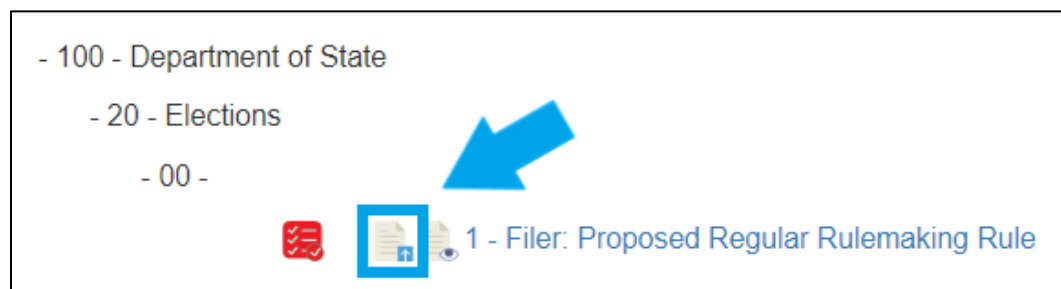 - 100 - Department of State
- 20 - Elections
- 00 -
1 - Filer: Proposed Regular Rulemaking Rule